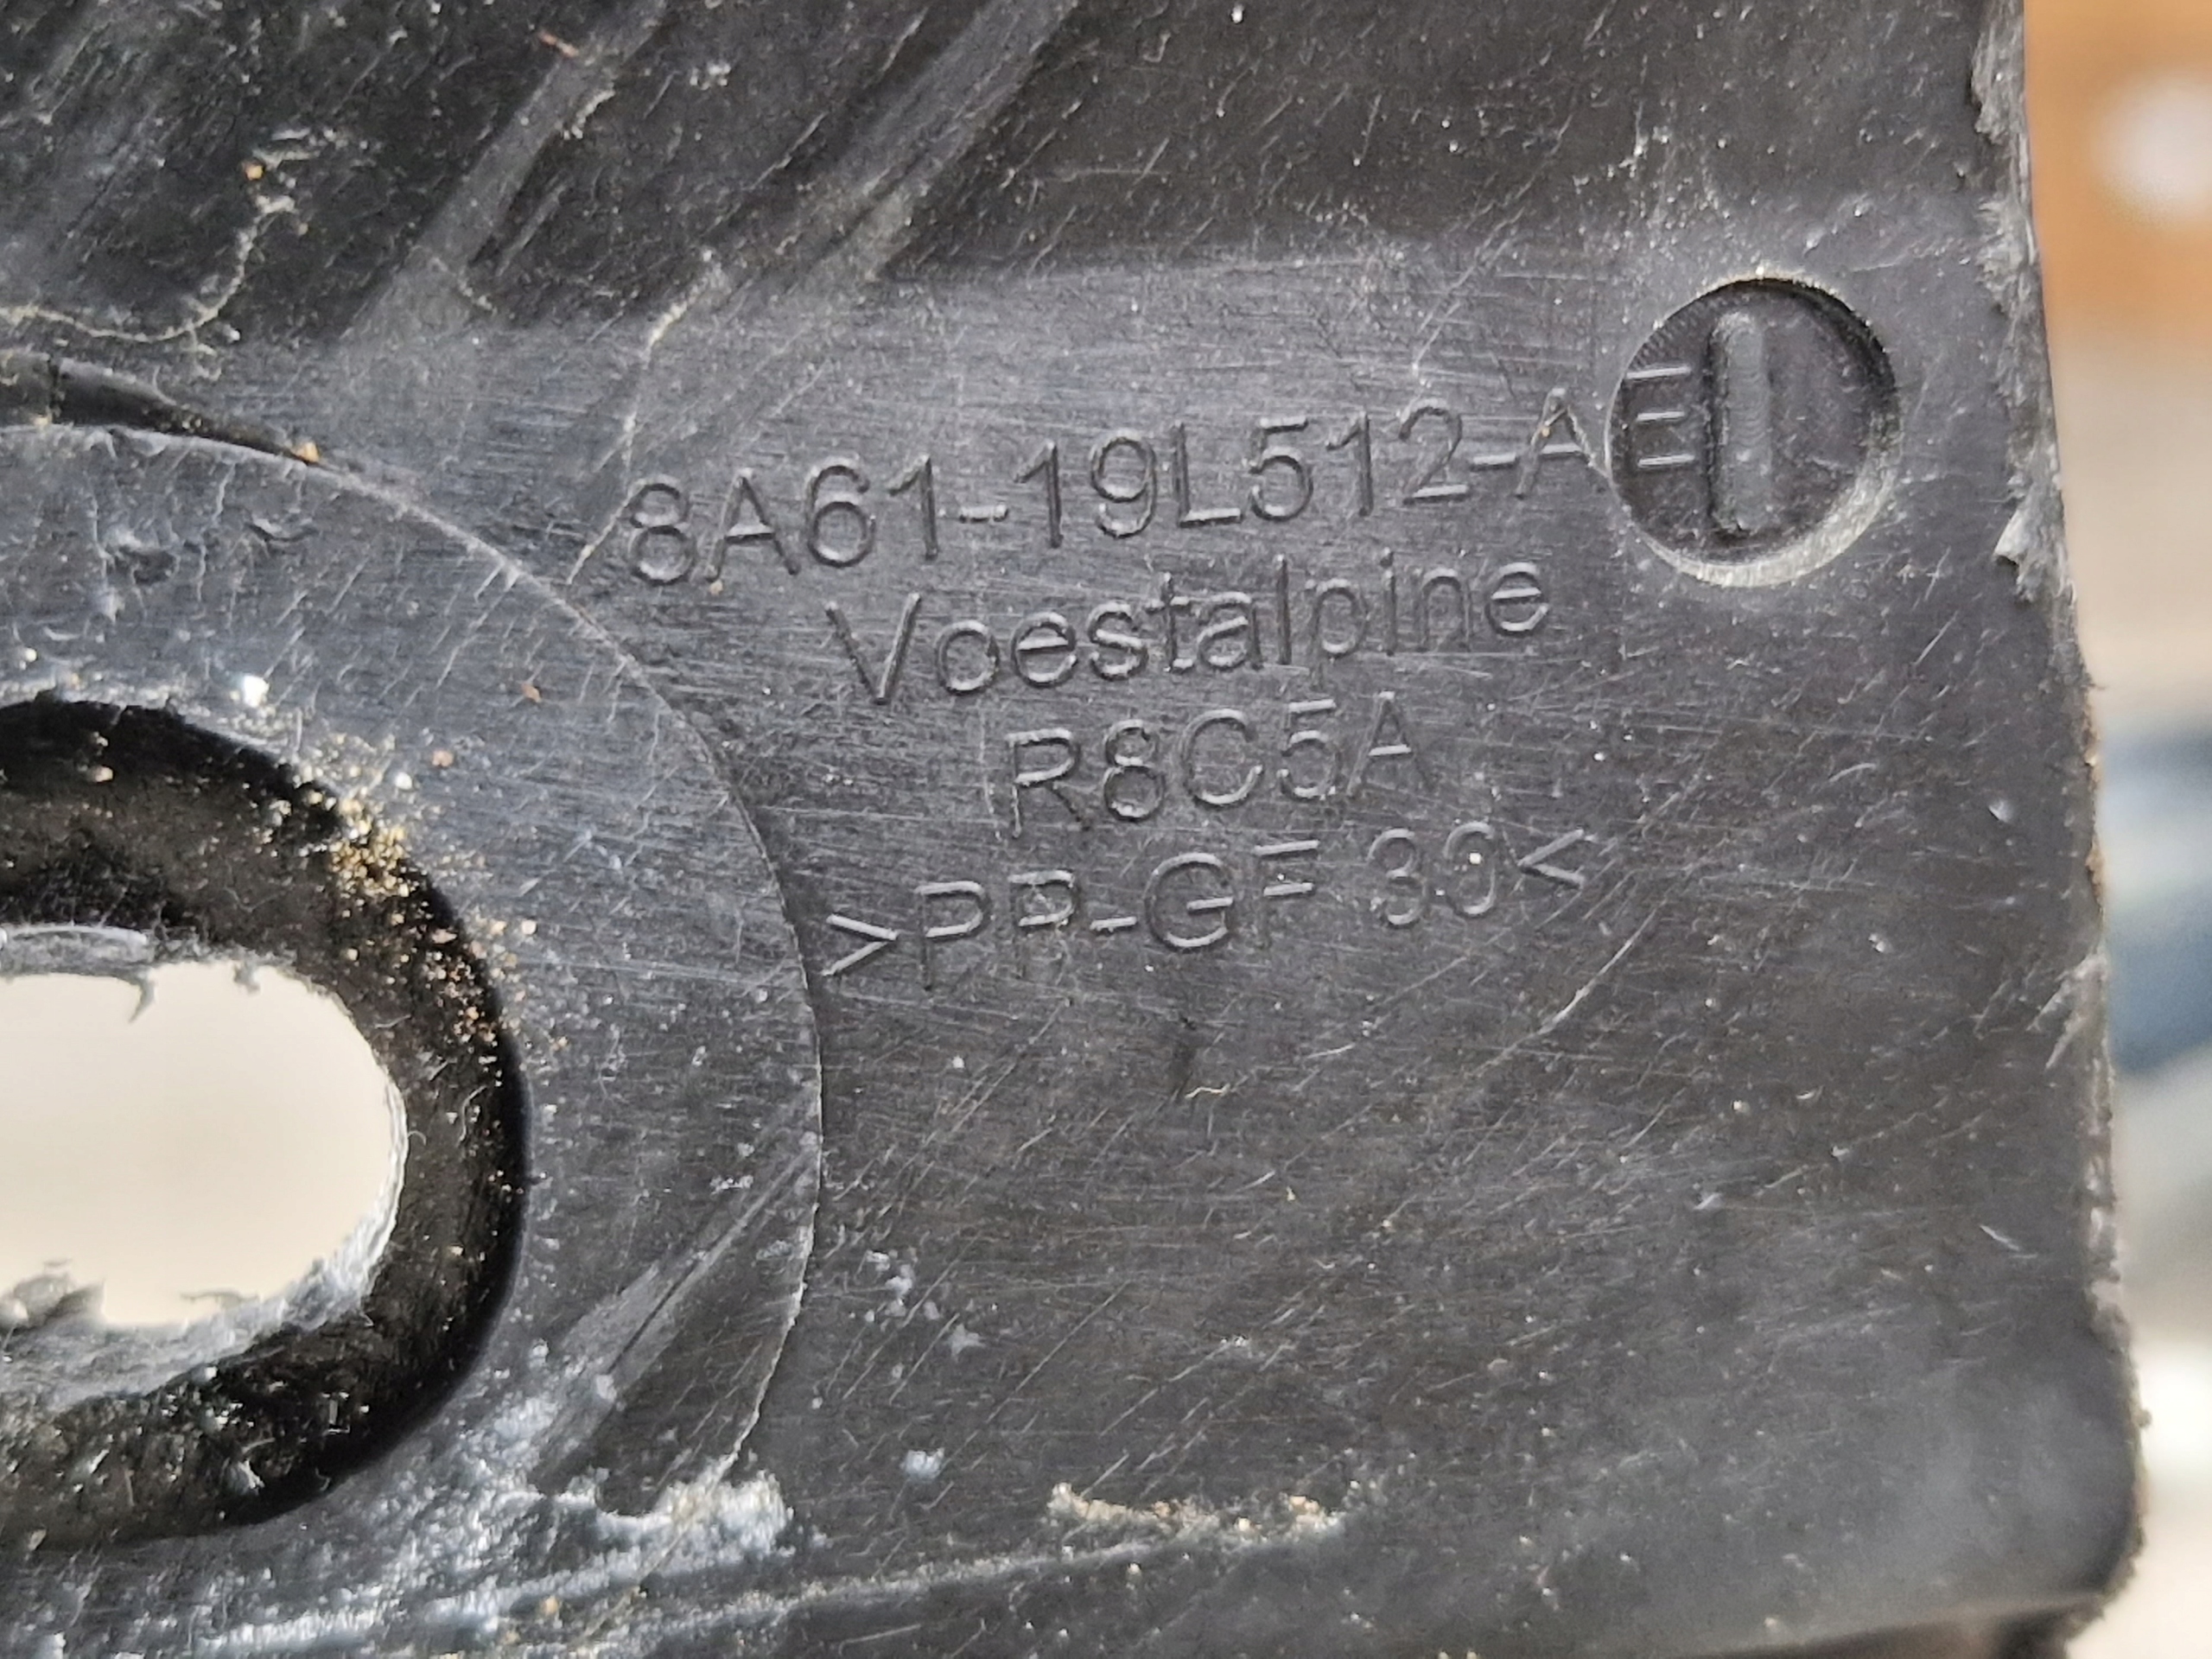 8A61-19L512-AE
Voestalpine
R8C5A
>PP-GF 30<